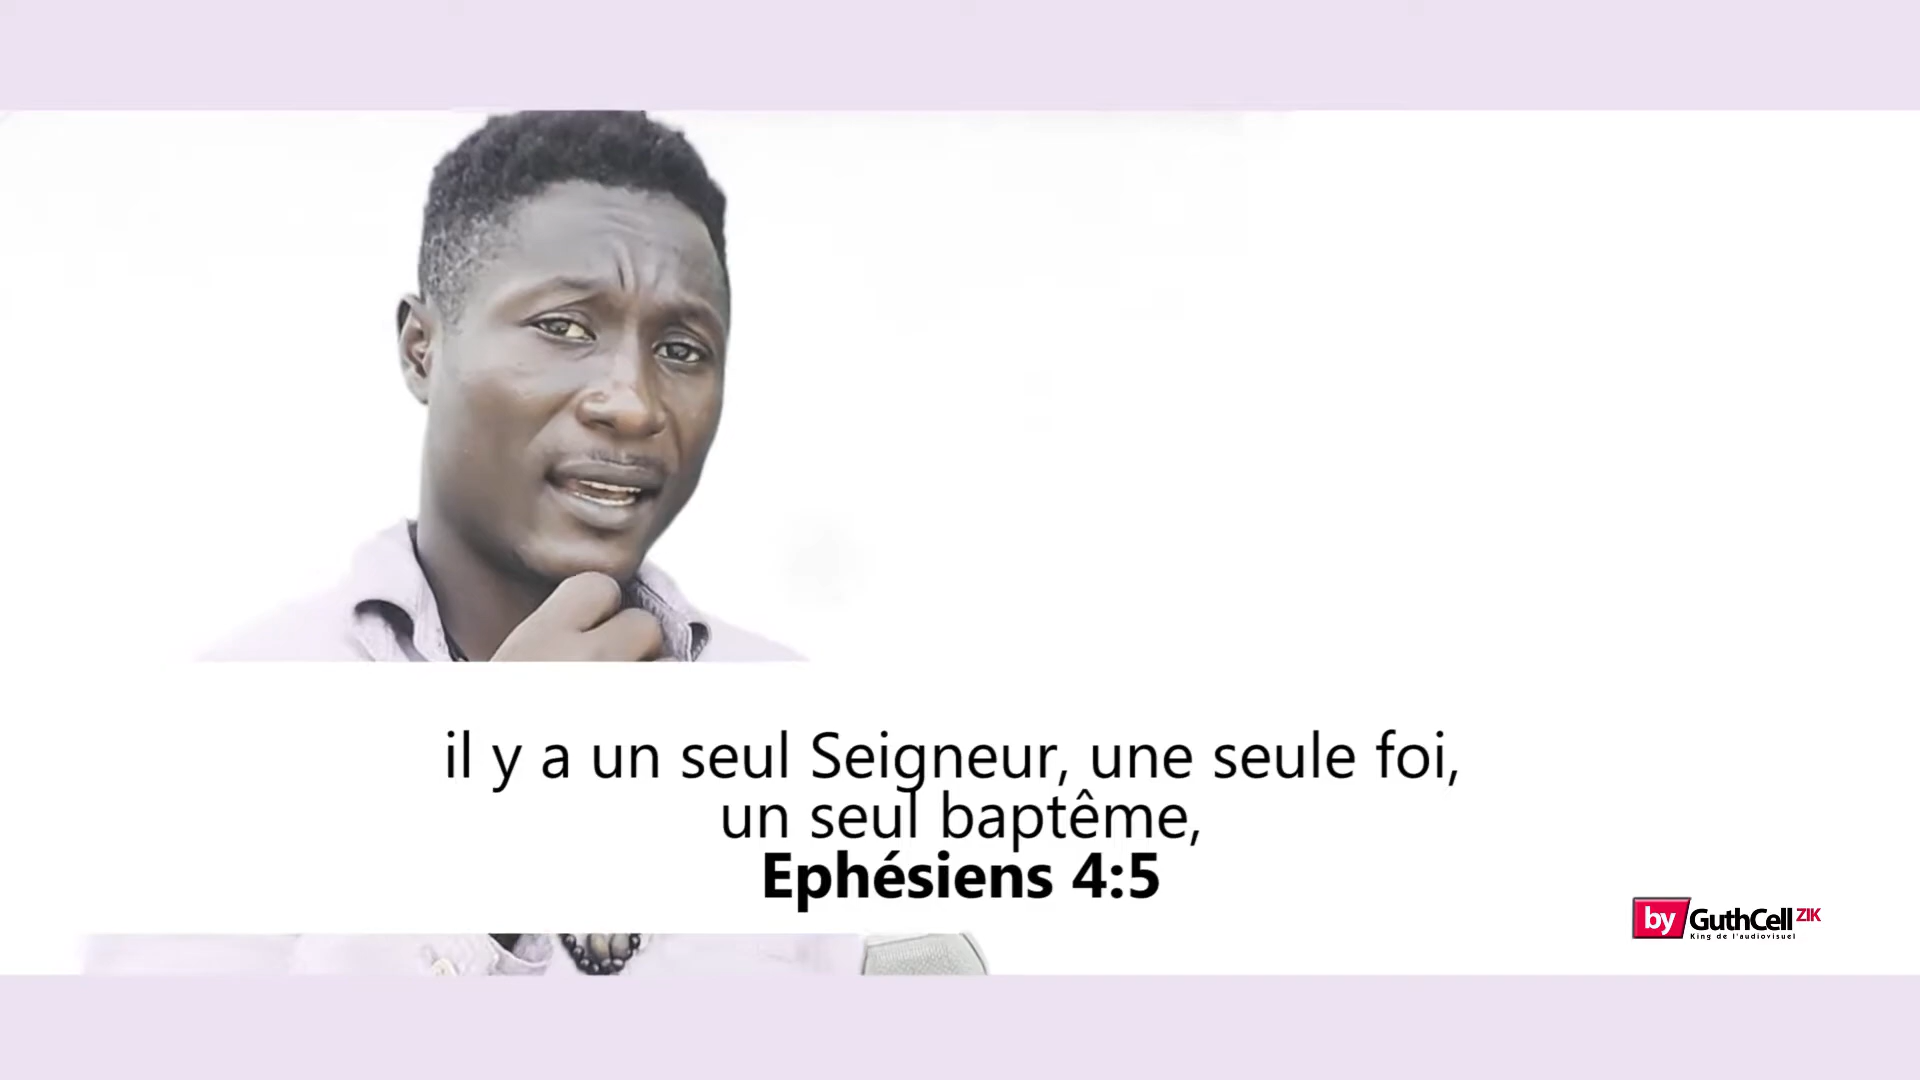 il y a un seul Seigneur, une seule foi,
un seul baptême,
Ephésiens 4:5
by GuthCell ZIK
King de l'audiovisuel